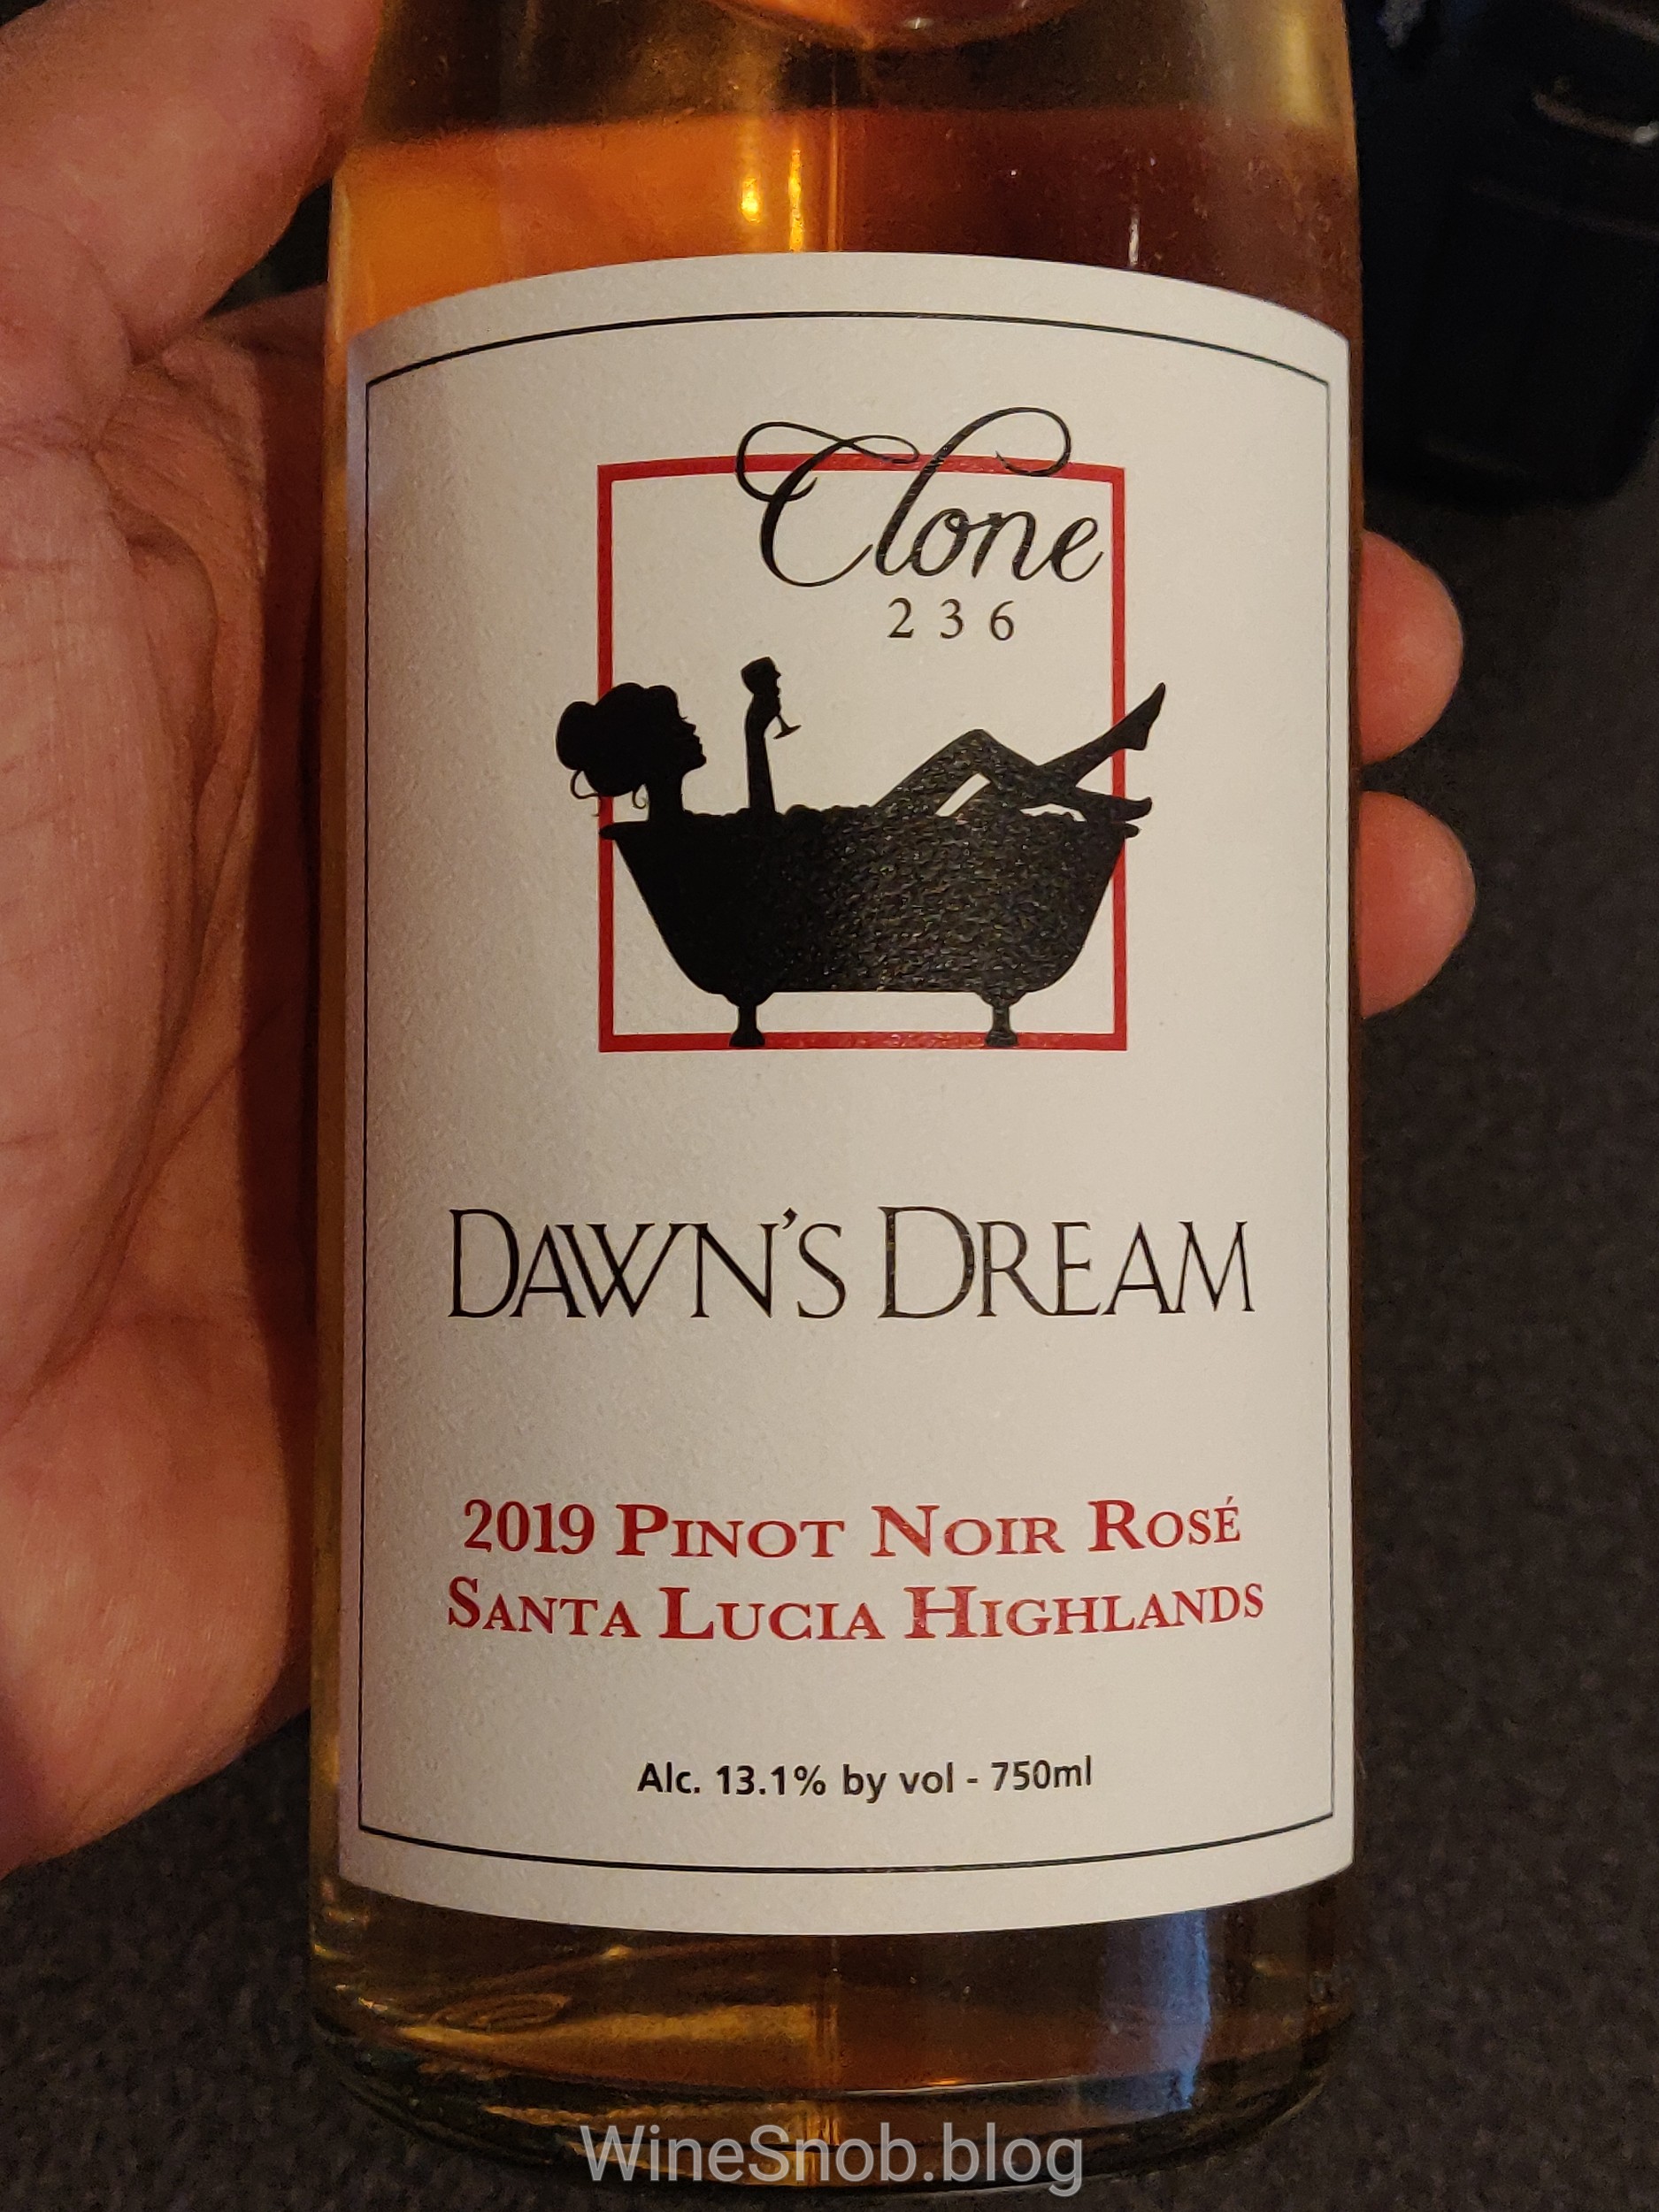 Clone
236
DAWN'S DREAM
2019 PINOT NOIR ROSÉ
SANTA LUCIA HIGHLANDS
Alc. 13.1% by vol - 750ml
WineSnob.blog